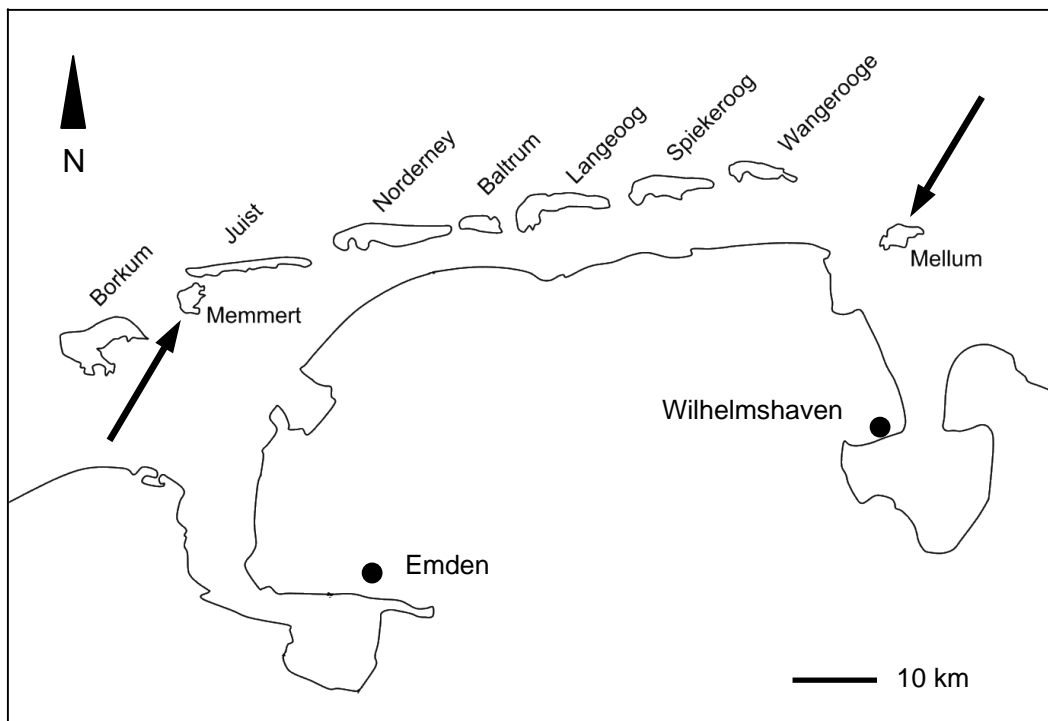 N
Borkum
Juist
Memmert
Norderney
Baltrum
Langeoog
Spiekeroog
Wangerooge
Mellum
Wilhelmshaven
Emden
10 km